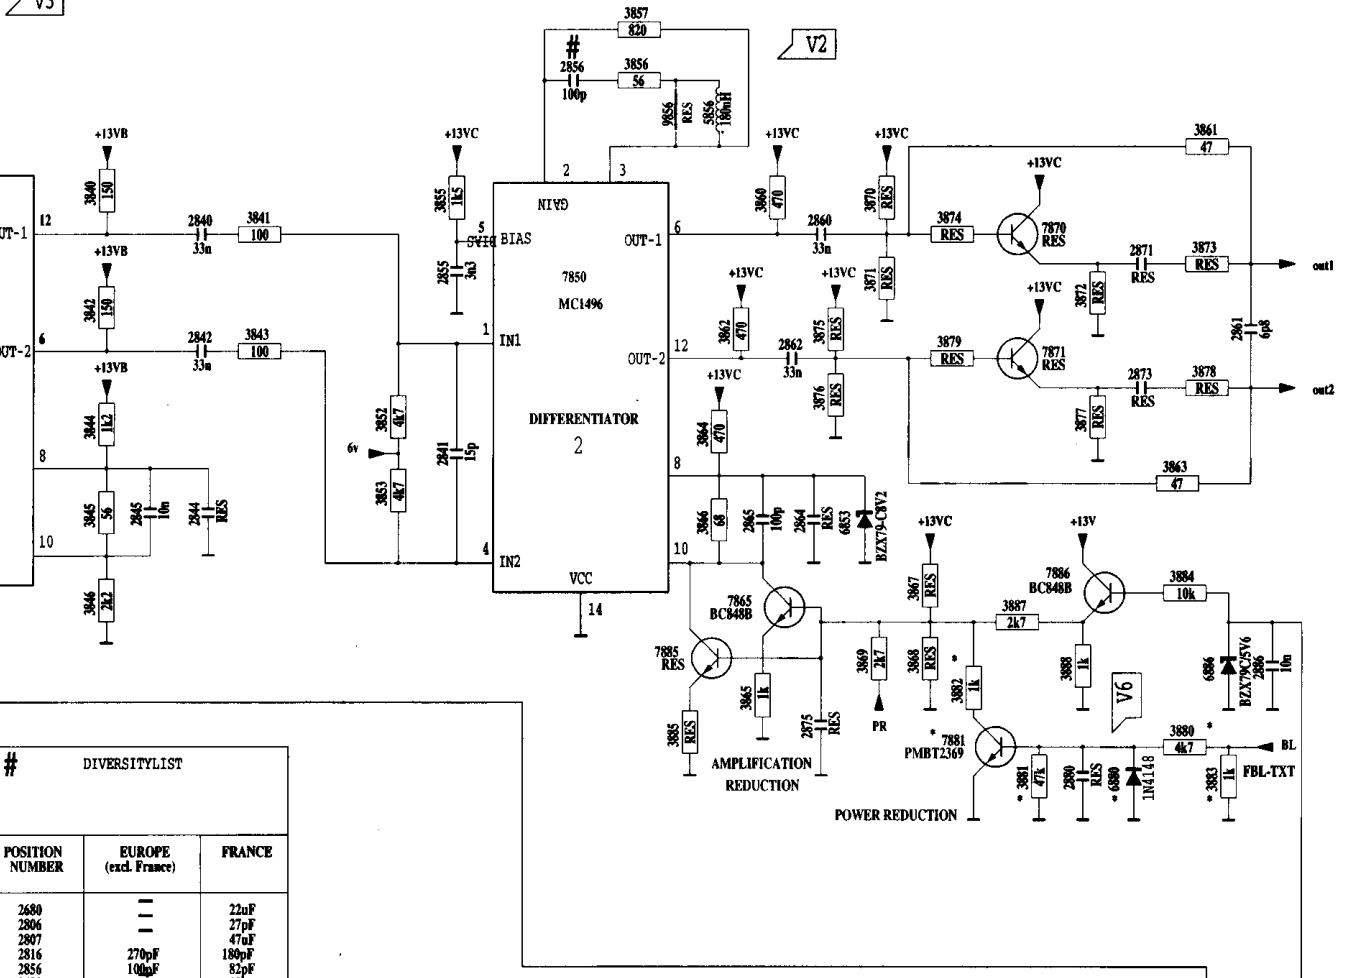 V3
3857
820
#
2856
100p
3856
56
9856
RES
5856
180nH
V2
+13VB
3840
150
+13VC
3855
1k5
2
3
GAIN
+13VC
3860
470
+13VC
3870
RES
3861
47
+13VC
12
UT-1
2840
33n
3841
100
5
BIAS
2855
3n3
OUT-1
6
2860
33n
3874
RES
7870
RES
2871
RES
3873
RES
out1
+13VB
3842
150
7850
MC1496
+13VC
3862
470
+13VC
3875
RES
3871
RES
+13VC
3872
RES
2861
6p8
6
UT-2
2842
33n
3843
100
1
IN1
OUT-2
12
2862
33n
3879
RES
7871
RES
2873
RES
3878
RES
out2
+13VB
3844
1k2
3852
4k7
6v
2841
15p
3853
4k7
DIFFERENTIATOR
2
+13VC
3864
470
3876
RES
3877
RES
8
3845
56
2845
10n
2844
RES
10
3846
2k2
8
3866
68
2865
100p
2864
RES
6853
BZX79-C8V2
3863
47
4
IN2
VCC
14
10
+13VC
3867
RES
+13V
7886
BC848B
3884
10k
7865
BC848B
3887
2k7
7885
RES
3865
1k
3885
RES
2875
RES
3869
2k7
PR
3868
RES
*
3882
1k
3888
1k
V6
6886
BZX79C/5V6
2886
10n
*
7881
PMBT2369
3880
4k7
*
BL
FBL-TXT
* 3881
47k
2880
RES
* 6880
1N4148
* 3883
1k
AMPLIFICATION
REDUCTION
POWER REDUCTION
#
DIVERSITYLIST
POSITION
NUMBER
EUROPE
(excl. France)
FRANCE
2680 — 22uF
2806 — 27pF
2807 — 47uF
2816 270pF 180pF
2856 100pF 82pF